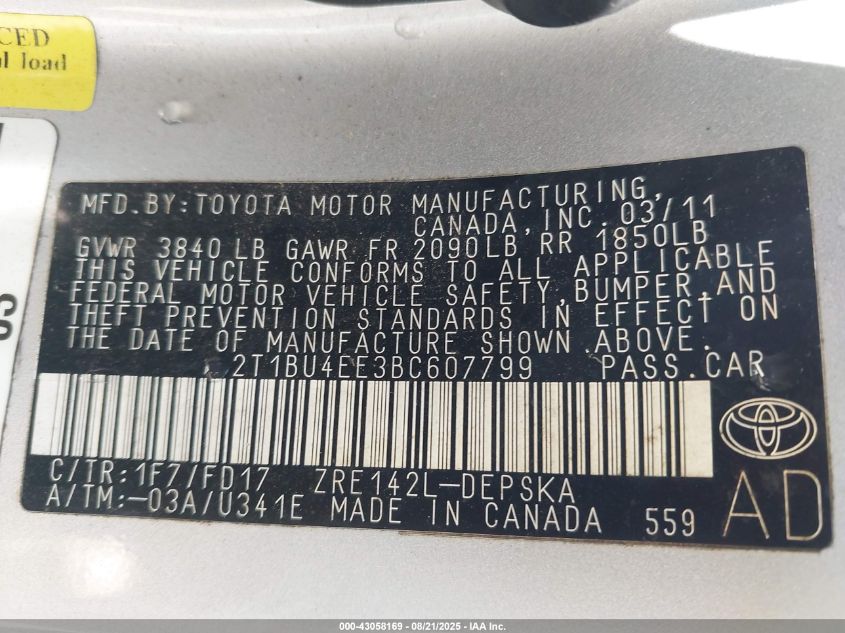 CED
l load
MFD.BY:TOYOTA MOTOR MANUFACTURING,
CANADA,INC.03/11
GVWR 3840 LB GAWR FR 2090LB RR 1850LB
THIS VEHICLE CONFORMS TO ALL APPLICABLE
FEDERAL MOTOR VEHICLE SAFETY,BUMPER,AND
THEFT PREVENTION STANDARDS IN EFFECT ON
THE DATE OF MANUFACTURE SHOWN ABOVE.
2T1BU4EE3BC607799 PASS.CAR
C/TR:1F7/FD17 ZRE142L-DEPSKA
A/TM:-03A/U341E MADE IN CANADA 559
AD
000-43058169 - 08/21/2025 - IAA Inc.